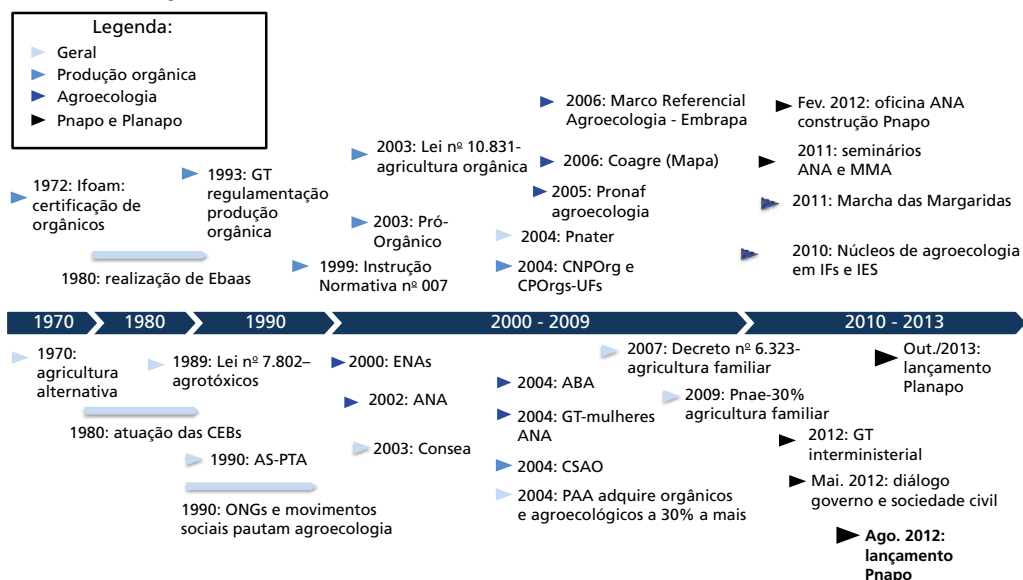 Legenda:
Geral
Produção orgânica
Agroecologia
Pnapo e Planapo
1972: Ifoam:
certificação de
orgânicos
1993: GT
regulamentação
produção
orgânica
1980: realização de Ebaas
2003: Lei nº 10.831-
agricultura orgânica
2003: Pró-
Orgânico
1999: Instrução
Normativa nº 007
2006: Marco Referencial
Agroecologia - Embrapa
2006: Coagre (Mapa)
2005: Pronaf
agroecologia
2004: Pnater
2004: CNPOrg e
CPOrgs-UFs
Fev. 2012: oficina ANA
construção Pnapo
2011: seminários
ANA e MMA
2011: Marcha das Margaridas
2010: Núcleos de agroecologia
em IFs e IES
1970
1980
1990
2000 - 2009
2010 - 2013
1970:
agricultura
alternativa
1989: Lei nº 7.802–
agrotóxicos
1980: atuação das CEBs
1990: AS-PTA
1990: ONGs e movimentos
sociais pautam agroecologia
2000: ENAs
2002: ANA
2003: Consea
2004: ABA
2004: GT-mulheres
ANA
2004: CSAO
2004: PAA adquire orgânicos
e agroecológicos a 30% a mais
2007: Decreto nº 6.323-
agricultura familiar
2009: Pnae-30%
agricultura familiar
Out./2013:
lançamento
Planapo
2012: GT
interministerial
Mai. 2012: diálogo
governo e sociedade civil
Ago. 2012:
lançamento
Pnapo